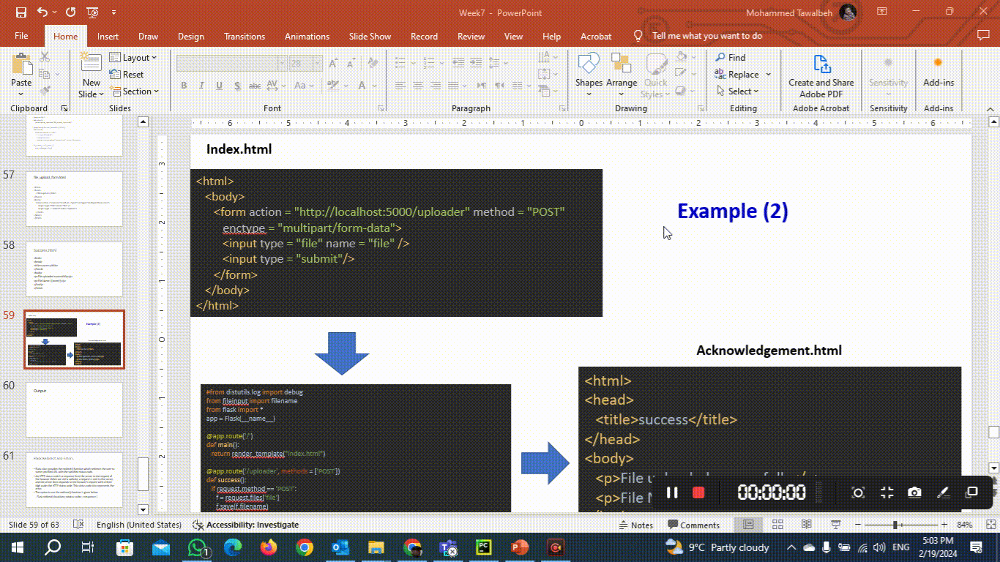 Week7 - PowerPoint
Mohammed Tawalbeh
File Home Insert Draw Design Transitions Animations Slide Show Record Review View Help Acrobat Tell me what you want to do
Paste
New Slide
Layout
Reset
Section
28
Shapes
Arrange
Quick Styles
Find
Replace
Select
Create and Share Adobe PDF
Sensitivity
Add-ins
Clipboard Slides Font Paragraph Drawing Editing Adobe Acrobat Sensitivity Add-ins
57
file_upload_form.html
58
Success.html
59
Example (2)
60
Output:
61
Index.html
<html>
<body>
<form action = "http://localhost:5000/uploader" method = "POST"
enctype = "multipart/form-data">
<input type = "file" name = "file" />
<input type = "submit"/>
</form>
</body>
</html>
Example (2)
#from distutils.log import debug
from fileinput import filename
from flask import *
app = Flask(__name__)
@app.route('/')
def main():
return render_template("index.html")
@app.route('/uploader', methods = ['POST'])
def success():
if request.method == 'POST':
f = request.files['file']
f.save(f.filename)
Acknowledgement.html
<html>
<head>
<title>success</title>
</head>
<body>
<p>File
<p>File
00:00:00
Slide 59 of 63 English (United States) Accessibility: Investigate Notes Comments 84%
1
9°C Partly cloudy ENG
5:03 PM
2/19/2024